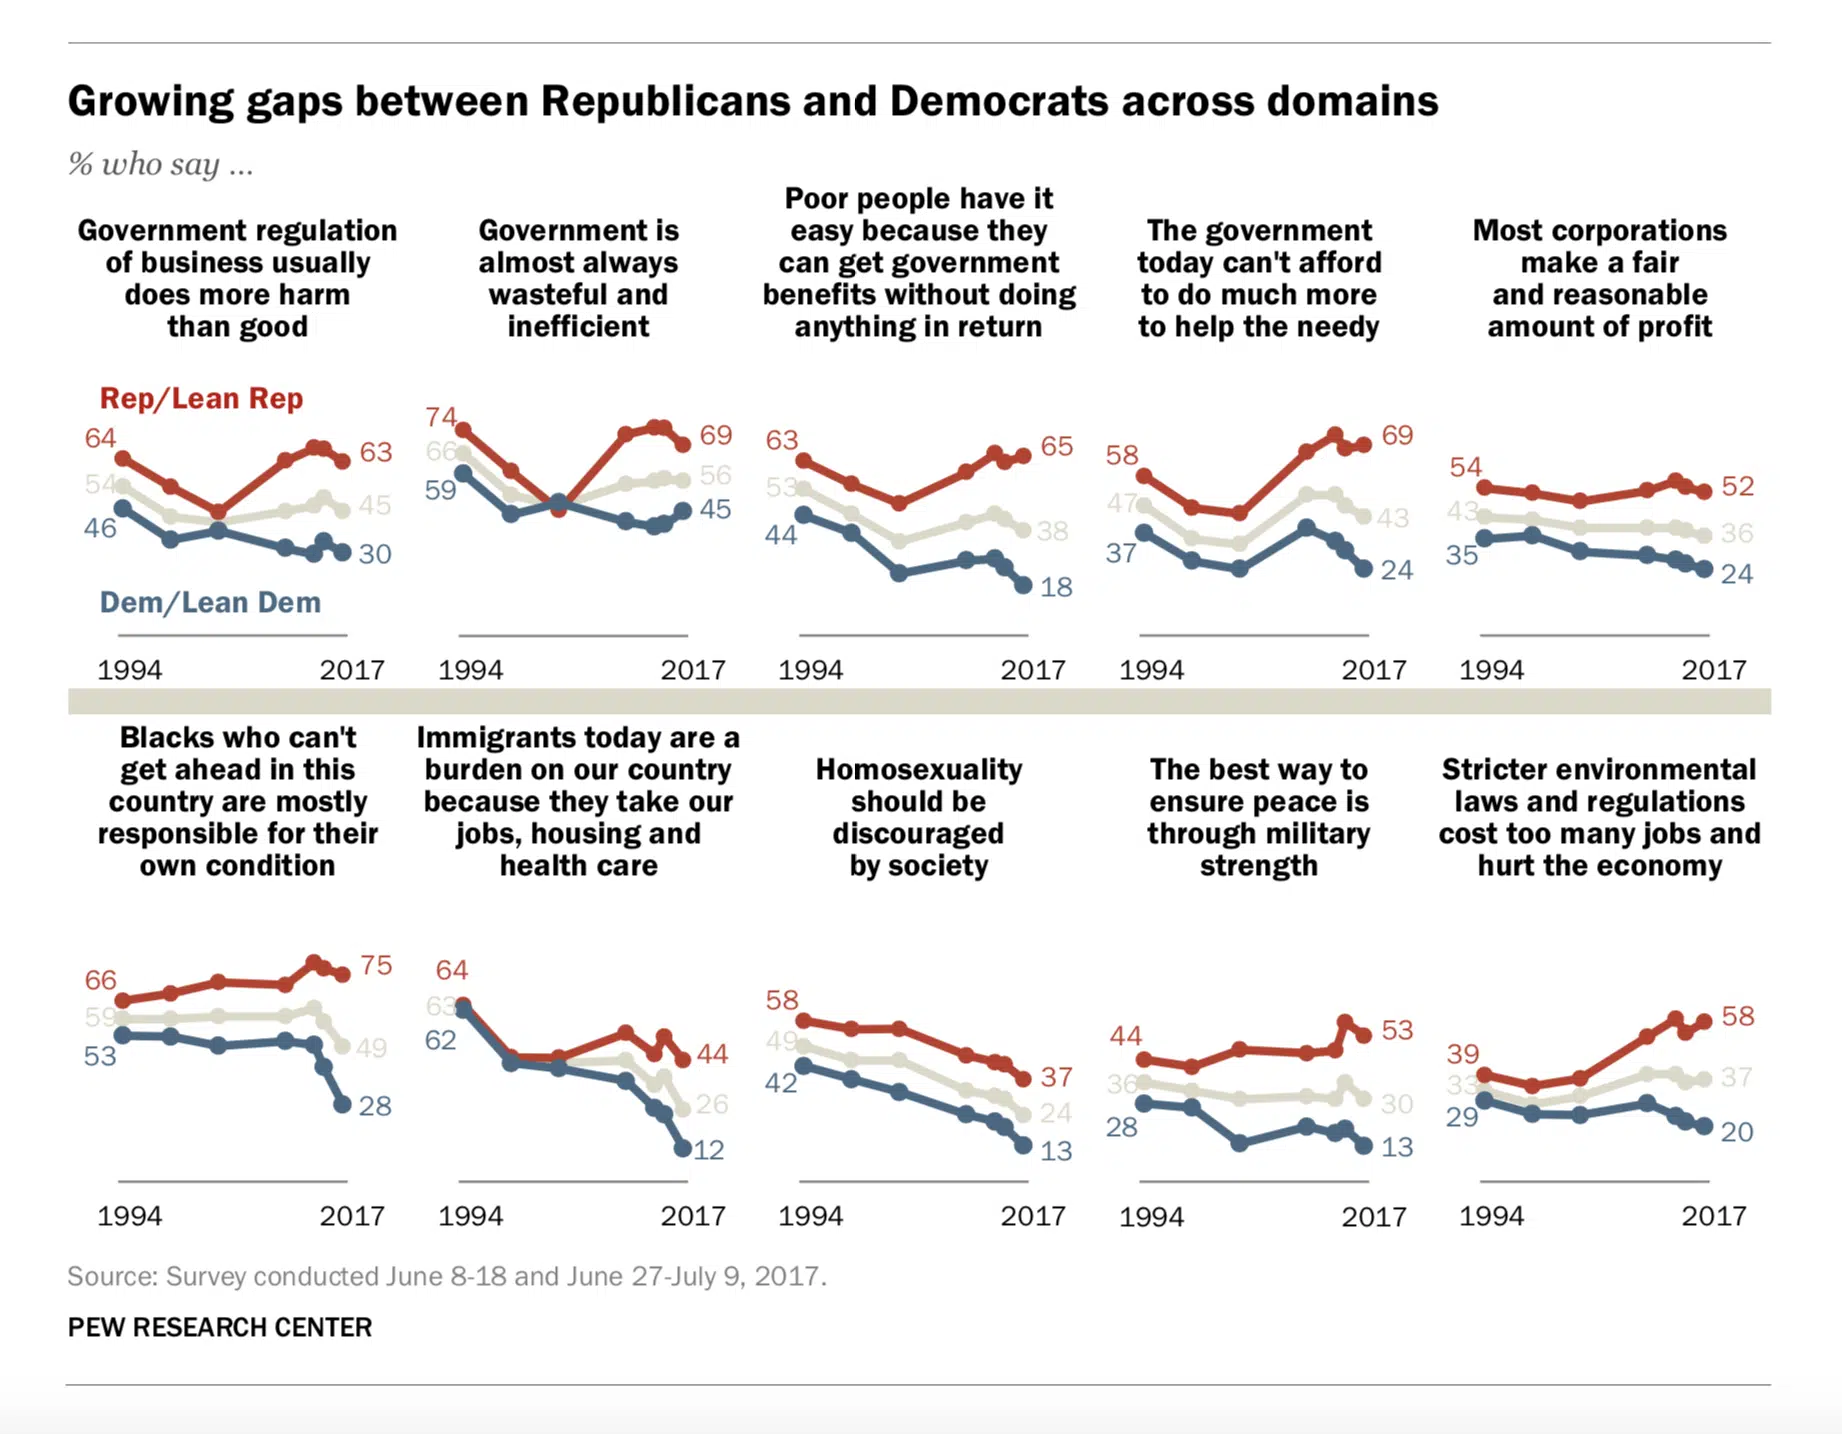 Growing gaps between Republicans and Democrats across domains
% who say ...
Government regulation
of business usually
does more harm
than good
Rep/Lean Rep
64
63
54
45
46
30
Dem/Lean Dem
1994
2017
Government is
almost always
wasteful and
inefficient
74
69
66
56
59
45
1994
2017
Poor people have it
easy because they
can get government
benefits without doing
anything in return
63
65
53
38
44
18
1994
2017
The government
today can't afford
to do much more
to help the needy
58
69
47
43
37
24
1994
2017
Most corporations
make a fair
and reasonable
amount of profit
54
52
43
36
35
24
1994
2017
Blacks who can't
get ahead in this
country are mostly
responsible for their
own condition
66
75
59
49
53
28
1994
2017
Immigrants today are a
burden on our country
because they take our
jobs, housing and
health care
64
44
63
26
62
12
1994
2017
Homosexuality
should be
discouraged
by society
58
37
49
24
42
13
1994
2017
The best way to
ensure peace is
through military
strength
44
53
36
30
28
13
1994
2017
Stricter environmental
laws and regulations
cost too many jobs and
hurt the economy
39
58
33
37
29
20
1994
2017
Source: Survey conducted June 8-18 and June 27-July 9, 2017.
PEW RESEARCH CENTER